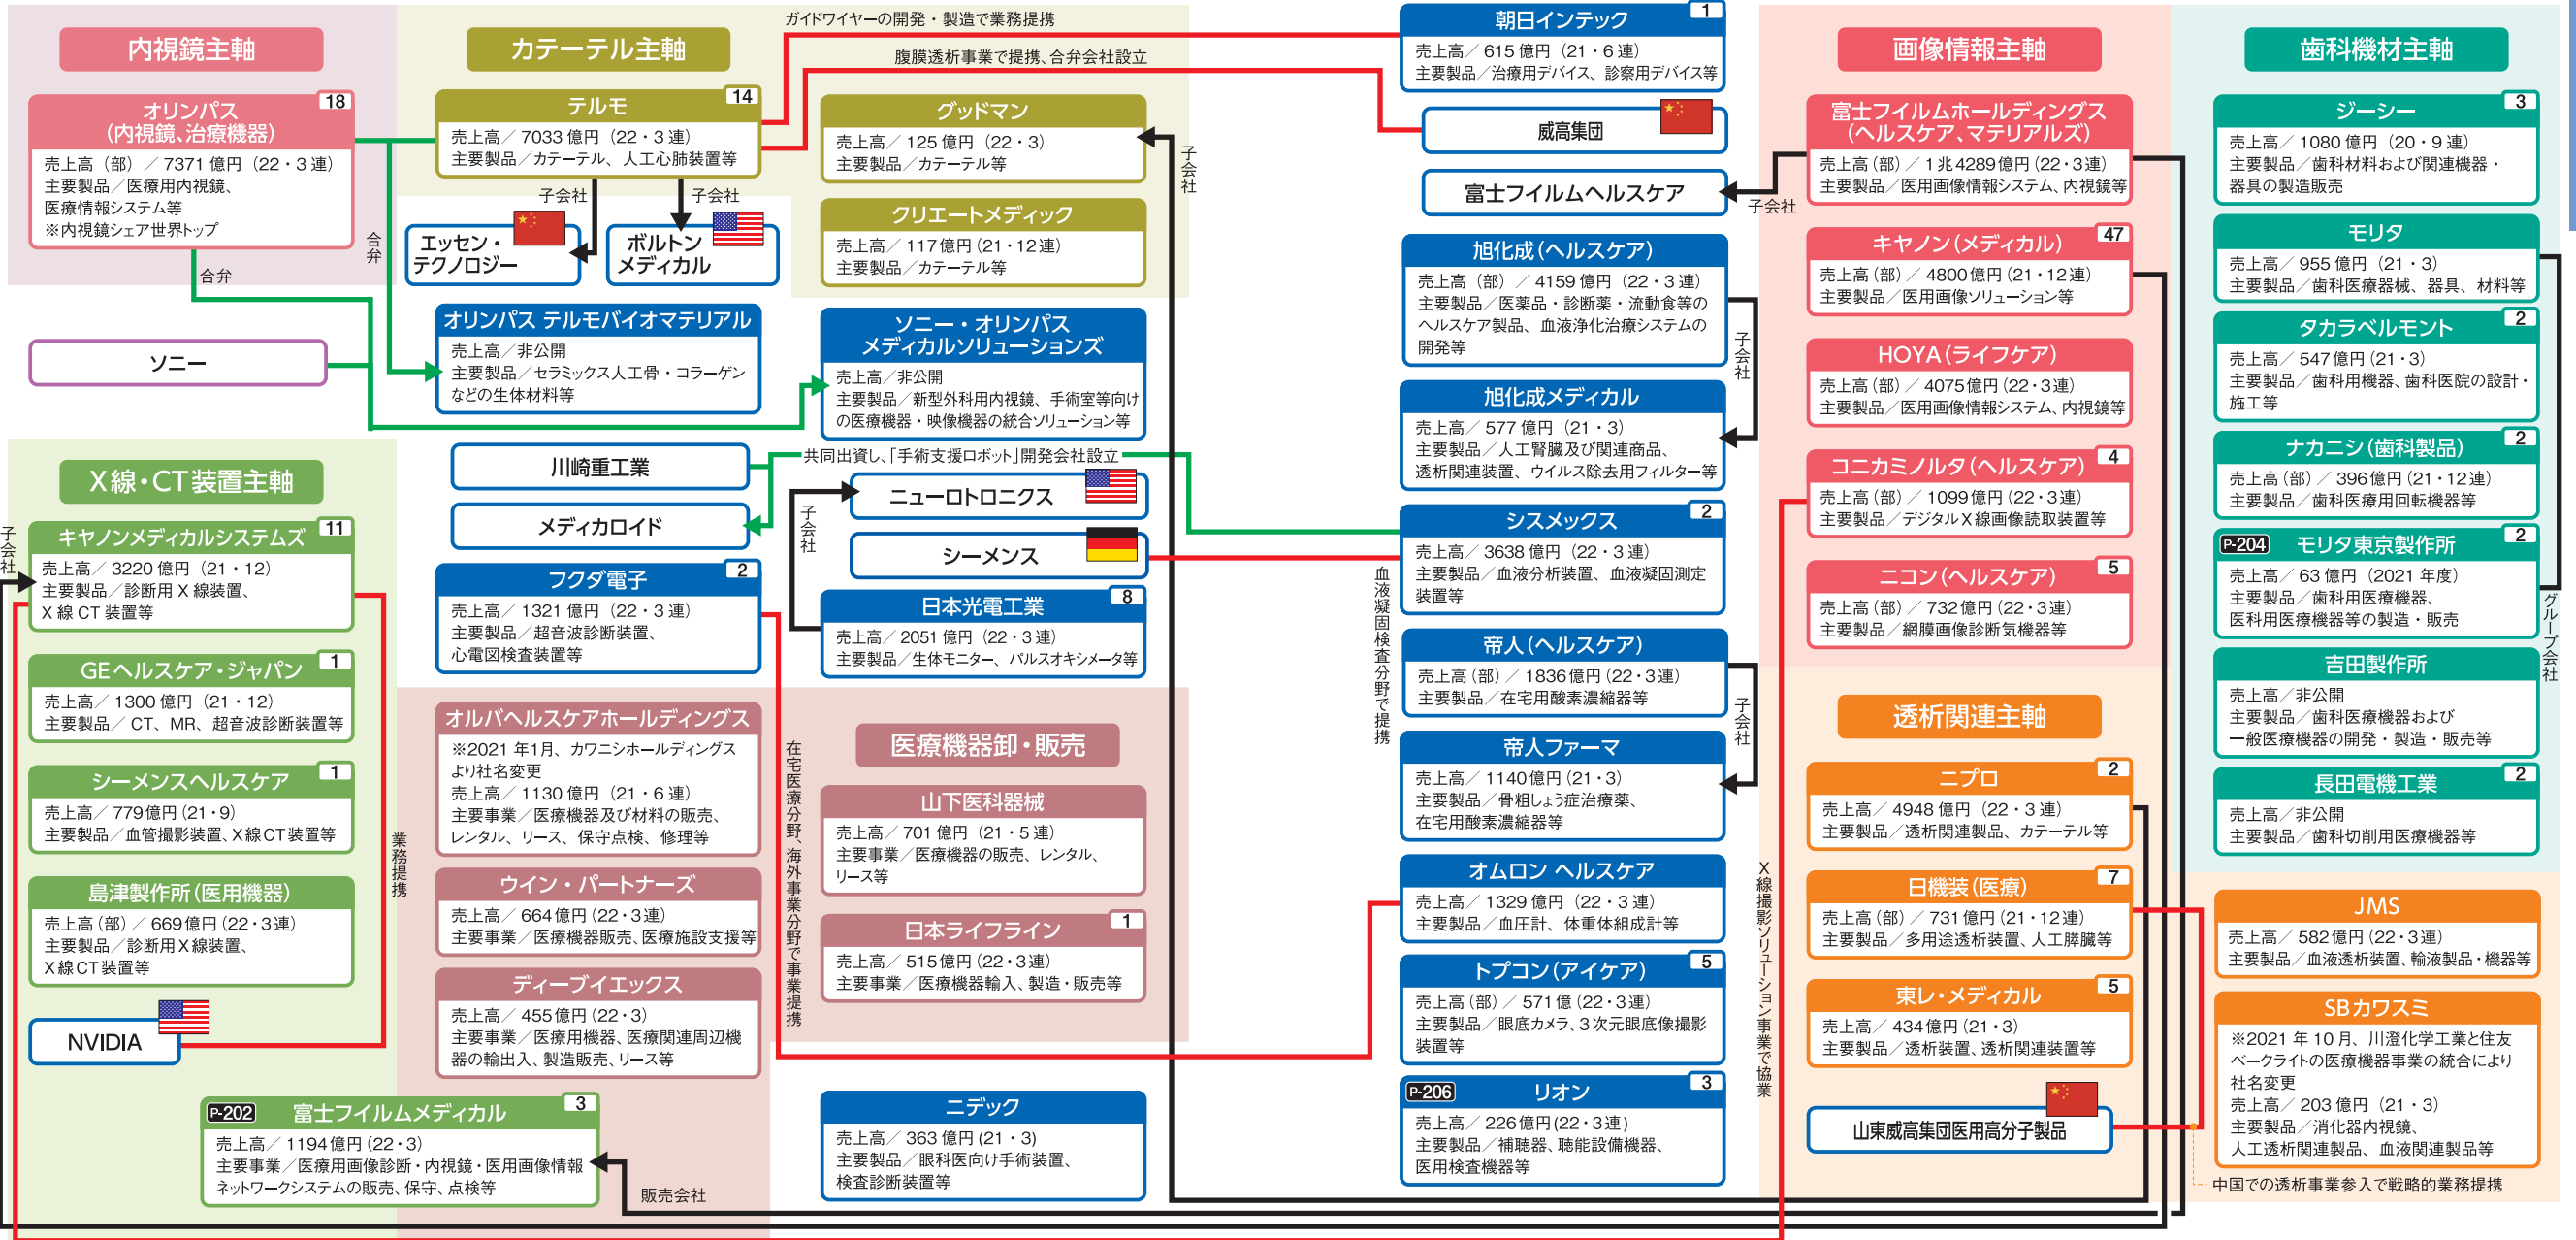 内視鏡主軸
オリンパス
(内視鏡、治療機器)
18
売上高（部）／7371億円（22・3連）
主要製品／医療用内視鏡、
医療情報システム等
※内視鏡シェア世界トップ
合弁
合弁
ソニー
カテーテル主軸
ガイドワイヤーの開発・製造で業務提携
腹膜透析事業で提携、合弁会社設立
テルモ
14
売上高／7033億円（22・3連）
主要製品／カテーテル、人工心肺装置等
子会社
子会社
エッセン・
テクノロジー
ボルトン
メディカル
グッドマン
売上高／125億円（22・3）
主要製品／カテーテル等
子会社
クリエートメディック
売上高／117億円（21・12連）
主要製品／カテーテル等
オリンパス テルモバイオマテリアル
売上高／非公開
主要製品／セラミックス人工骨・コラーゲン
などの生体材料等
ソニー・オリンパス
メディカルソリューションズ
売上高／非公開
主要製品／新型外科用内視鏡、手術室等向け
の医療機器・映像機器の統合ソリューション等
川崎重工業
共同出資し、「手術支援ロボット」開発会社設立
メディカロイド
子会社
ニューロトロニクス
シーメンス
フクダ電子
2
売上高／1321億円（22・3連）
主要製品／超音波診断装置、
心電図検査装置等
日本光電工業
8
売上高／2051億円（22・3連）
主要製品／生体モニター、パルスオキシメータ等
X線・CT装置主軸
子会社
キヤノンメディカルシステムズ
11
売上高／3220億円（21・12）
主要製品／診断用X線装置、
X線CT装置等
GEヘルスケア・ジャパン
1
売上高／1300億円（21・12）
主要製品／CT、MR、超音波診断装置等
シーメンスヘルスケア
1
売上高／779億円（21・9）
主要製品／血管撮影装置、X線CT装置等
島津製作所（医用機器）
売上高（部）／669億円（22・3連）
主要製品／診断用X線装置、
X線CT装置等
業務提携
NVIDIA
P-202
富士フイルムメディカル
3
売上高／1194億円（22・3）
主要事業／医療用画像診断・内視鏡・医用画像情報
ネットワークシステムの販売、保守、点検等
販売会社
オルバヘルスケアホールディングス
※2021年1月、カワニシホールディングス
より社名変更
売上高／1130億円（21・6連）
主要事業／医療機器及び材料の販売、
レンタル、リース、保守点検、修理等
ウイン・パートナーズ
売上高／664億円（22・3連）
主要事業／医療機器販売、医療施設支援等
ディーブイエックス
売上高／455億円（22・3）
主要事業／医療用機器、医療関連周辺機
器の輸出入、製造販売、リース等
在宅医療分野、海外事業分野で事業提携
医療機器卸・販売
山下医科器械
売上高／701億円（21・5連）
主要事業／医療機器の販売、レンタル、
リース等
日本ライフライン
1
売上高／515億円（22・3連）
主要事業／医療機器輸入、製造・販売等
ニデック
売上高／363億円（21・3）
主要製品／眼科医向け手術装置、
検査診断装置等
朝日インテック
1
売上高／615億円（21・6連）
主要製品／治療用デバイス、診察用デバイス等
威高集団
富士フイルムヘルスケア
子会社
旭化成（ヘルスケア）
売上高（部）／4159億円（22・3連）
主要製品／医薬品・診断薬・流動食等の
ヘルスケア製品、血液浄化治療システムの
開発等
子会社
旭化成メディカル
売上高／577億円（21・3）
主要製品／人工腎臓及び関連商品、
透析関連装置、ウイルス除去用フィルター等
シスメックス
2
売上高／3638億円（22・3連）
主要製品／血液分析装置、血液凝固測定
装置等
血液凝固検査分野で提携
帝人（ヘルスケア）
売上高（部）／1836億円（22・3連）
主要製品／在宅用酸素濃縮器等
子会社
帝人ファーマ
売上高／1140億円（21・3）
主要製品／骨粗しょう症治療薬、
在宅用酸素濃縮器等
オムロン ヘルスケア
売上高／1329億円（22・3連）
主要製品／血圧計、体重体組成計等
トプコン（アイケア）
5
売上高（部）／571億（22・3連）
主要製品／眼底カメラ、3次元眼底像撮影
装置等
P-206
リオン
3
売上高／226億円（22・3連）
主要製品／補聴器、聴能設備機器、
医用検査機器等
X線撮影ソリューション事業で協業
画像情報主軸
富士フイルムホールディングス
（ヘルスケア、マテリアルズ）
売上高（部）／1兆4289億円（22・3連）
主要製品／医用画像情報システム、内視鏡等
キヤノン（メディカル）
47
売上高（部）／4800億円（21・12連）
主要製品／医用画像ソリューション等
HOYA（ライフケア）
売上高（部）／4075億円（22・3連）
主要製品／医用画像情報システム、内視鏡等
コニカミノルタ（ヘルスケア）
4
売上高（部）／1099億円（22・3連）
主要製品／デジタルX線画像読取装置等
ニコン（ヘルスケア）
5
売上高（部）／732億円（22・3連）
主要製品／網膜画像診断気機器等
透析関連主軸
ニプロ
2
売上高／4948億円（22・3連）
主要製品／透析関連製品、カテーテル等
日機装（医療）
7
売上高（部）／731億円（21・12連）
主要製品／多用途透析装置、人工膵臓等
東レ・メディカル
5
売上高／434億円（21・3）
主要製品／透析装置、透析関連装置等
山東威高集団医用高分子製品
歯科機材主軸
ジーシー
3
売上高／1080億円（20・9連）
主要製品／歯科材料および関連機器・
器具の製造販売
モリタ
売上高／955億円（21・3）
主要製品／歯科医療器械、器具、材料等
タカラベルモント
2
売上高／547億円（21・3）
主要製品／歯科用機器、歯科医院の設計・
施工等
ナカニシ（歯科製品）
2
売上高（部）／396億円（21・12連）
主要製品／歯科医療用回転機器等
P-204
モリタ東京製作所
2
売上高／63億円（2021年度）
主要製品／歯科用医療機器、
医科用医療機器等の製造・販売
グループ会社
吉田製作所
売上高／非公開
主要製品／歯科医療機器および
一般医療機器の開発・製造・販売等
長田電機工業
2
売上高／非公開
主要製品／歯科切削用医療機器等
JMS
売上高／582億円（22・3連）
主要製品／血液透析装置、輸液製品・機器等
SBカワスミ
※2021年10月、川澄化学工業と住友
ベークライトの医療機器事業の統合により
社名変更
売上高／203億円（21・3）
主要製品／消化器内視鏡、
人工透析関連製品、血液関連製品等
中国での透析事業参入で戦略的業務提携